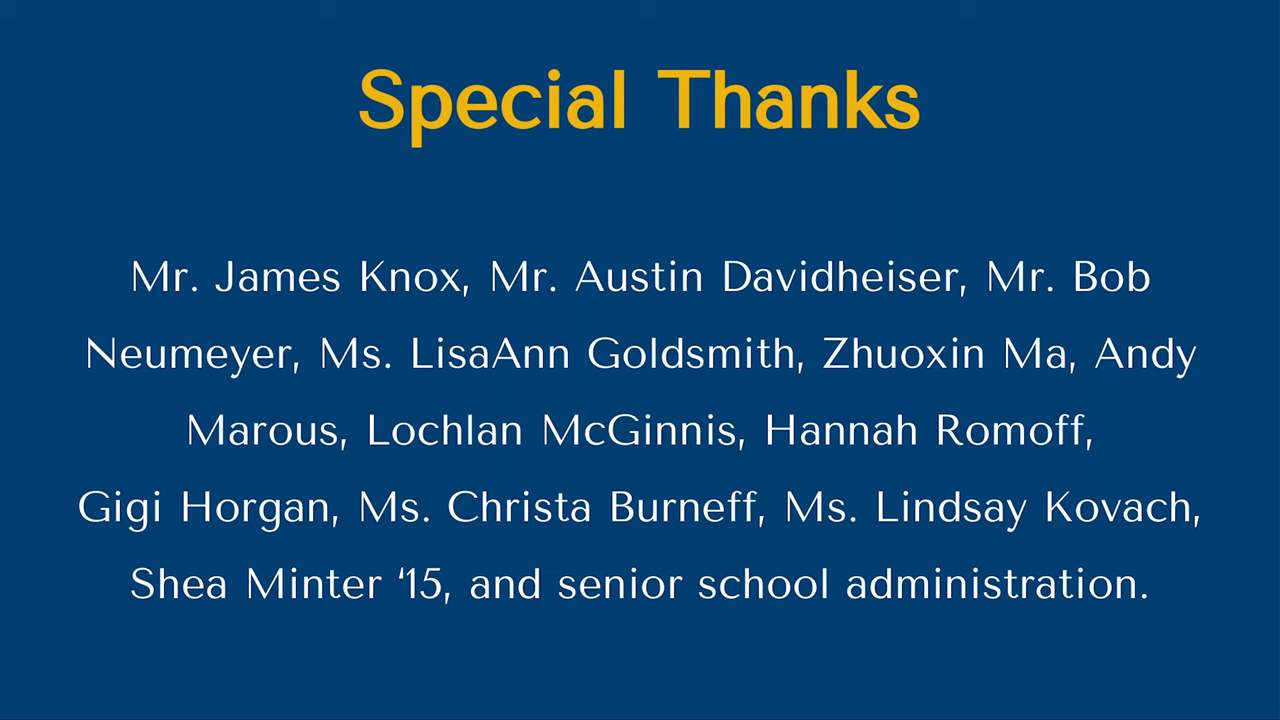 Special Thanks
Mr. James Knox, Mr. Austin Davidheiser, Mr. Bob
Neumeyer, Ms. LisaAnn Goldsmith, Zhuoxin Ma, Andy
Marous, Lochlan McGinnis, Hannah Romoff,
Gigi Horgan, Ms. Christa Burneff, Ms. Lindsay Kovach,
Shea Minter ‘15, and senior school administration.